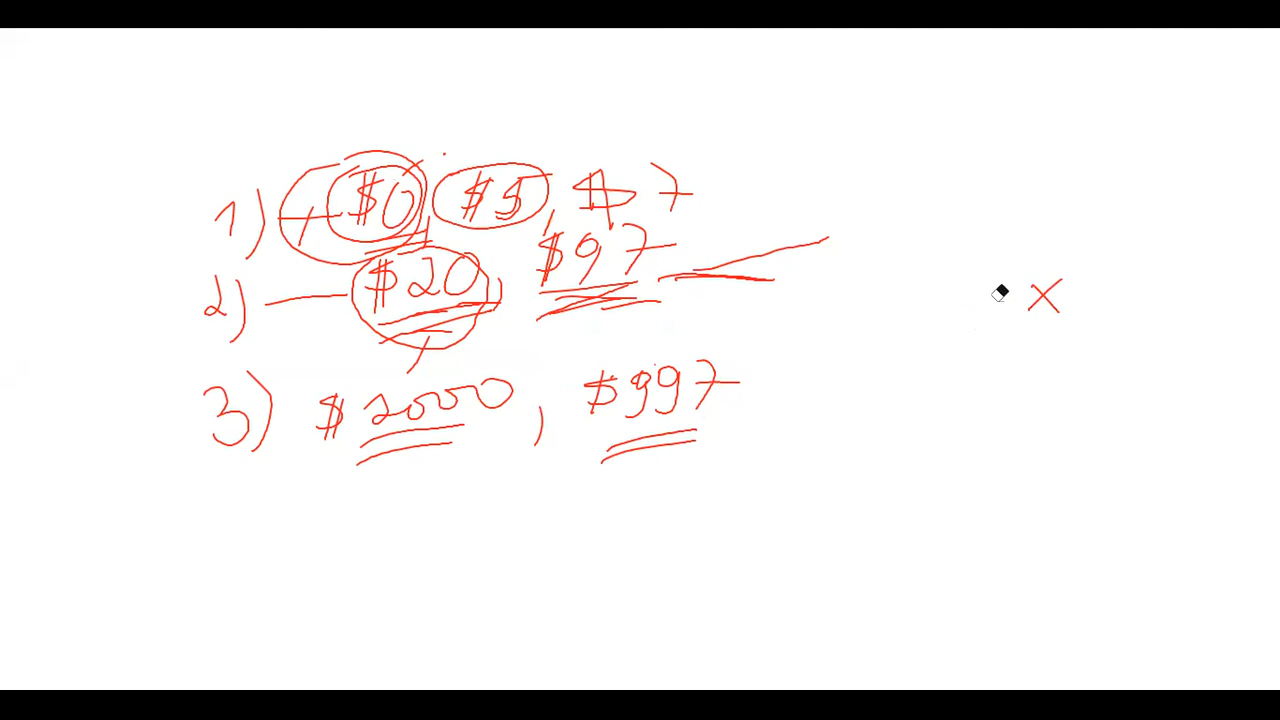 1) $0, $5, $7
2) $20, $97
3) $2000, $997
X